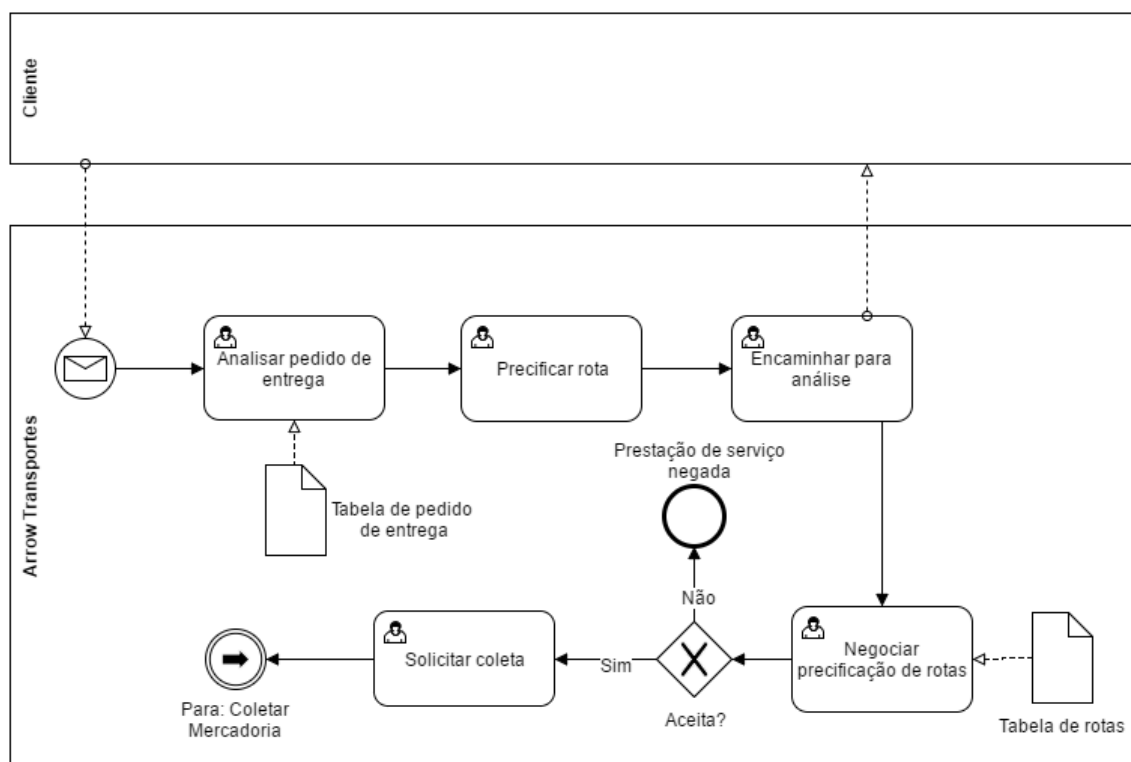 Cliente
Arrow Transportes
Analisar pedido de
entrega
Precificar rota
Encaminhar para
análise
Tabela de pedido
de entrega
Prestação de serviço
negada
Não
Sim
Aceita?
Solicitar coleta
Para: Coletar
Mercadoria
Negociar
precificação de rotas
Tabela de rotas